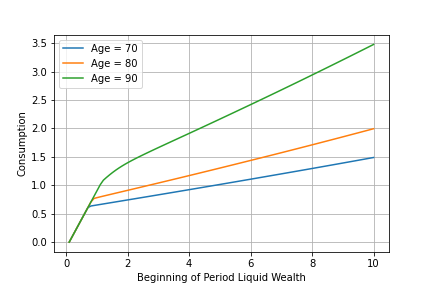 3.5
3.0
2.5
2.0
1.5
1.0
0.5
0.0
Consumption
Age = 70
Age = 80
Age = 90
0 2 4 6 8 10
Beginning of Period Liquid Wealth